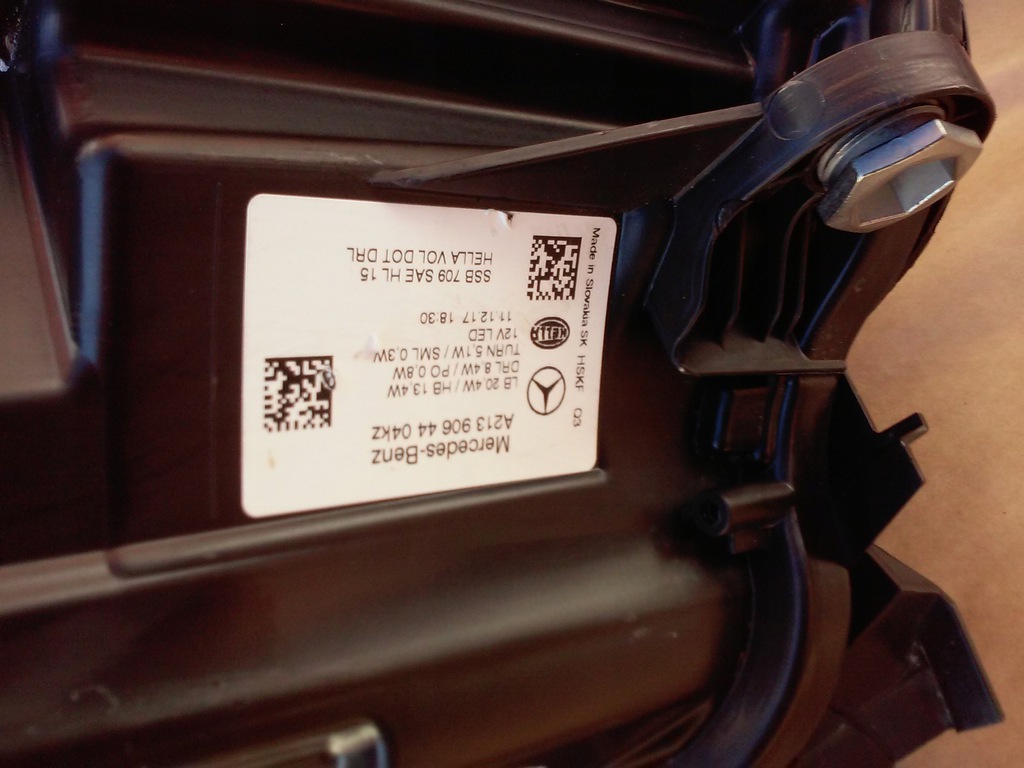 Mercedes-Benz
A213 906 44 04kz
LB 20.4W / HB 13,4W
DRL 8.4W / PO 0,8W
TURN 5,1W / SML 0,3W
12V LED
11.12.17 18:30
HELLA VOL DOT DRL
SSB 709 SAE HL 15
HELLA
Made in Slovakia SK HSKF Q3